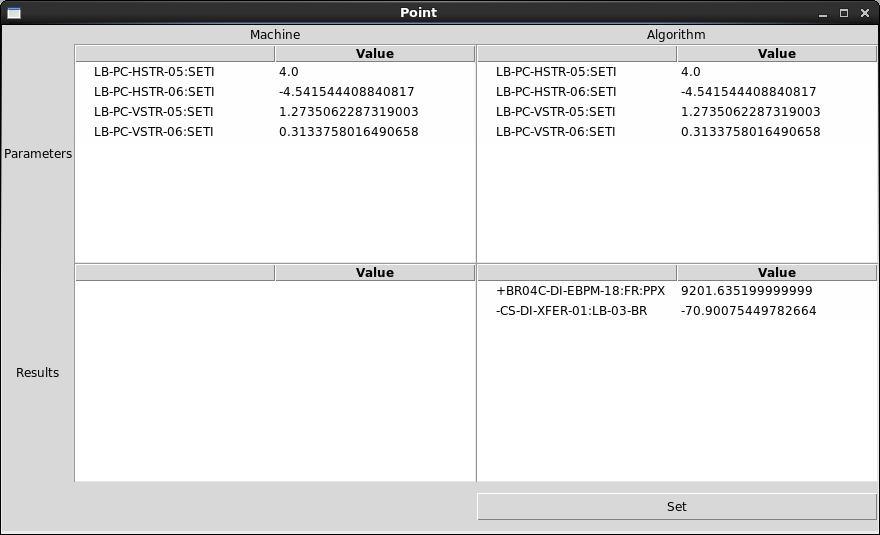 Point
Machine Algorithm
Value Value
LB-PC-HSTR-05:SETI 4.0 LB-PC-HSTR-05:SETI 4.0
LB-PC-HSTR-06:SETI -4.541544408840817 LB-PC-HSTR-06:SETI -4.541544408840817
LB-PC-VSTR-05:SETI 1.2735062287319003 LB-PC-VSTR-05:SETI 1.2735062287319003
LB-PC-VSTR-06:SETI 0.3133758016490658 LB-PC-VSTR-06:SETI 0.3133758016490658
Parameters
Value Value
+BR04C-DI-EBPM-18:FR:PPX 9201.635199999999
-CS-DI-XFER-01:LB-03-BR -70.90075449782664
Results
Set